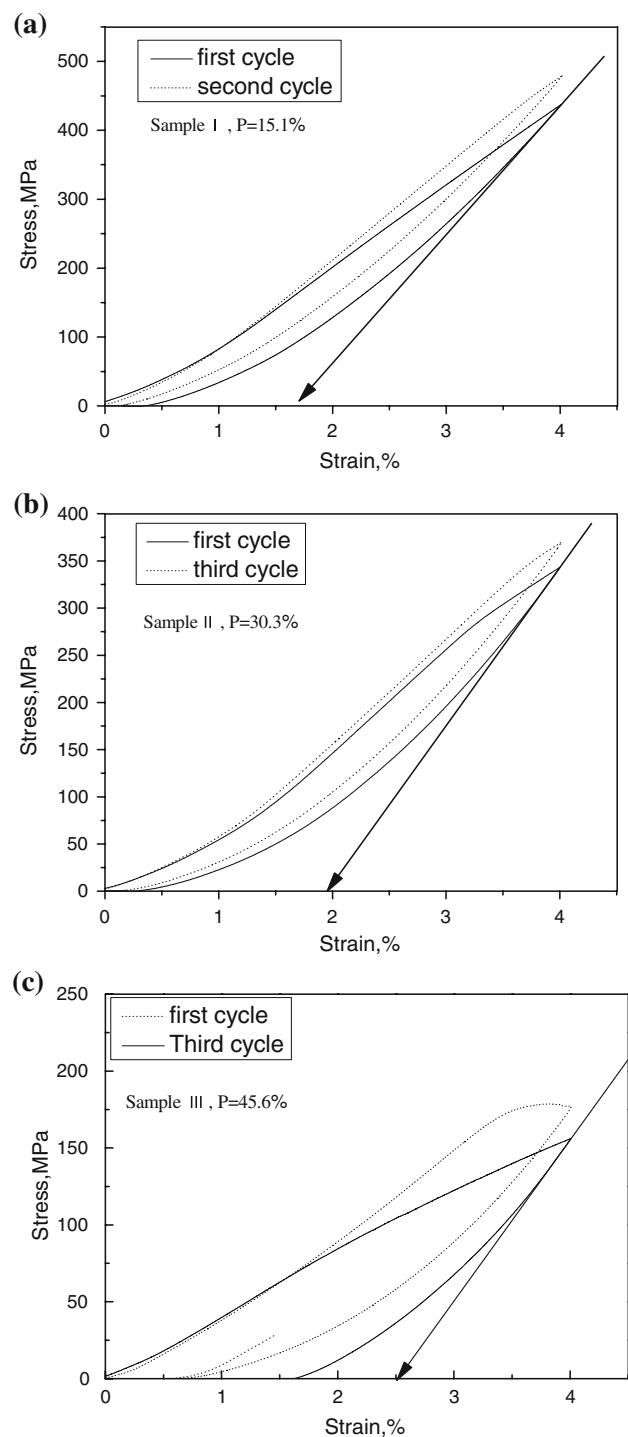 (a)
first cycle
second cycle
Sample I , P=15.1%
Stress,MPa
500
400
300
200
100
0
0 1 2 3 4
Strain,%
(b)
first cycle
third cycle
Sample II , P=30.3%
Stress,MPa
400
350
300
250
200
150
100
50
0
0 1 2 3 4
Strain,%
(c)
first cycle
Third cycle
Sample III , P=45.6%
Stress,MPa
250
200
150
100
50
0
0 1 2 3 4
Strain,%